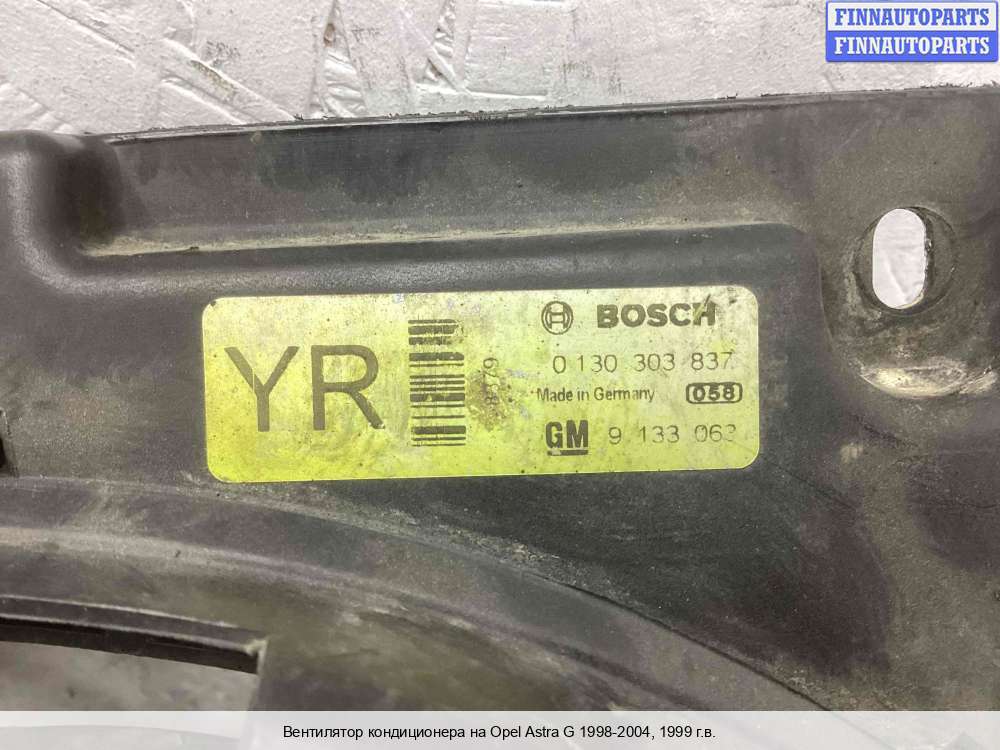 FINNAUTOPARTS
FINNAUTOPARTS
YR
BOSCH
0 130 303 837
Made in Germany 058
GM 9 133 063
Вентилятор кондиционера на Opel Astra G 1998-2004, 1999 г.в.